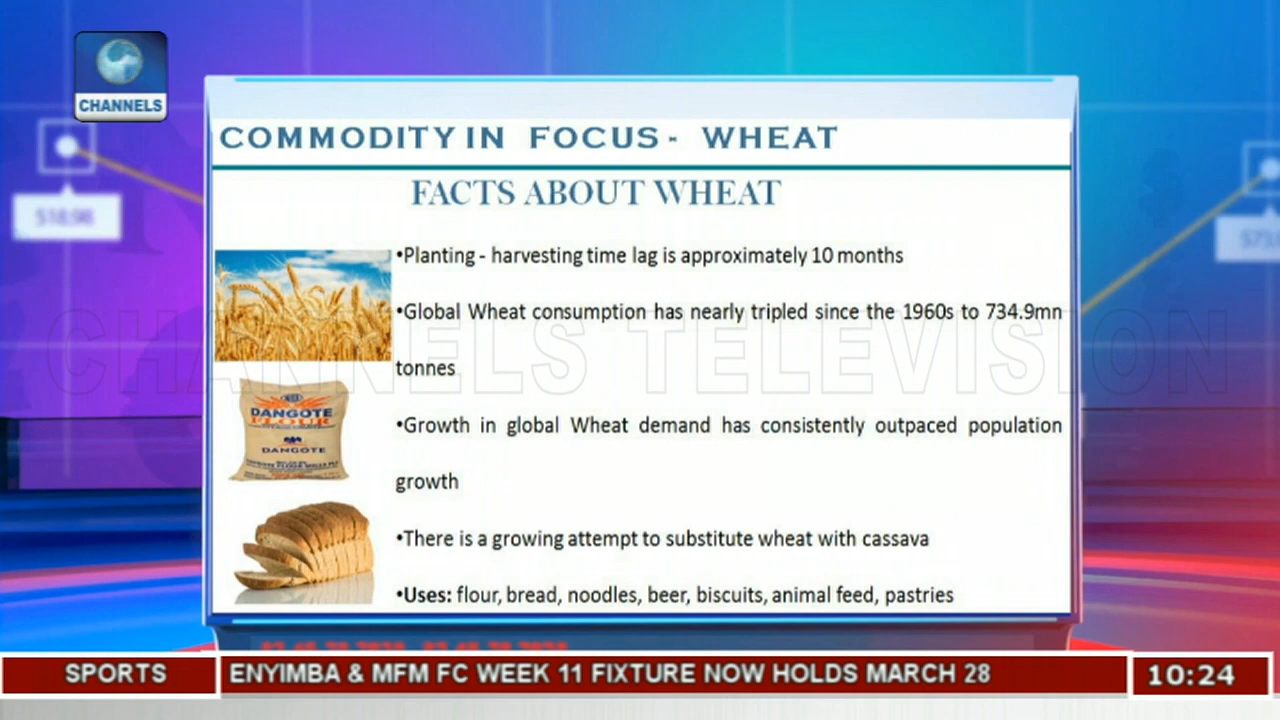 CHANNELS
COMMODITY IN FOCUS - WHEAT
FACTS ABOUT WHEAT
•Planting - harvesting time lag is approximately 10 months
•Global Wheat consumption has nearly tripled since the 1960s to 734.9mn
tonnes
CHANNELS TELEVISION
DANGOTE
FLOUR
DANGOTE
•Growth in global Wheat demand has consistently outpaced population
growth
•There is a growing attempt to substitute wheat with cassava
•Uses: flour, bread, noodles, beer, biscuits, animal feed, pastries
SPORTS
ENYIMBA & MFM FC WEEK 11 FIXTURE NOW HOLDS MARCH 28
10:24